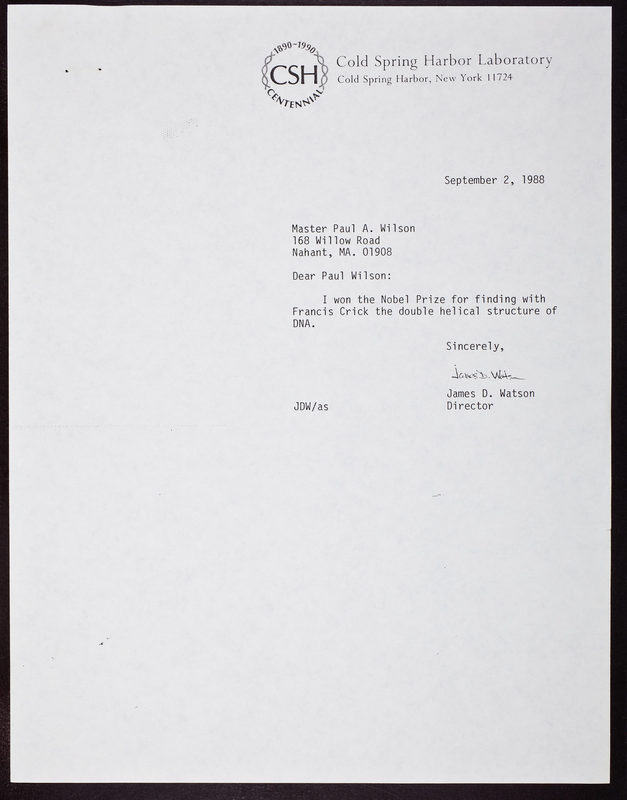 1890-1990
CSH
CENTENNIAL
Cold Spring Harbor Laboratory
Cold Spring Harbor, New York 11724
September 2, 1988
Master Paul A. Wilson
168 Willow Road
Nahant, MA. 01908
Dear Paul Wilson:
I won the Nobel Prize for finding with
Francis Crick the double helical structure of
DNA.
Sincerely,
James D. Watson
James D. Watson
JDW/as
Director